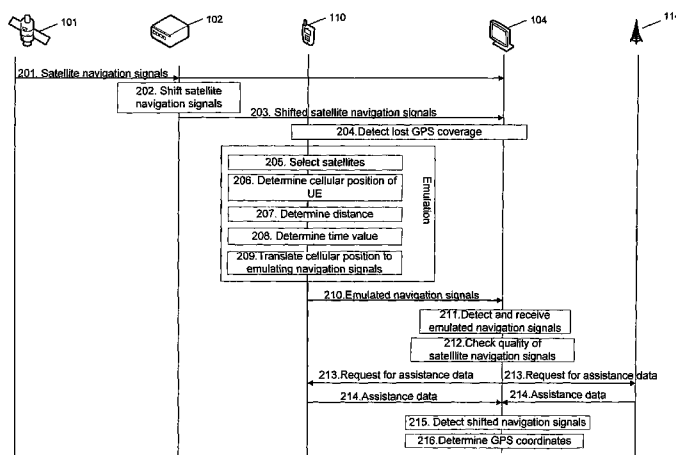 101
102
110
104
114
201. Satellite navigation signals
202. Shift satellite
navigation signals
203. Shifted satellite navigation signals
204.Detect lost GPS coverage
205. Select satellites
206. Determine cellular position of
UE
207. Determine distance
208. Determine time value
209.Translate cellular position to
emulating navigation signals
Emulation
210.Emulated navigation signals
211.Detect and receive
emulated navigation signals
212.Check quality of
satelllite navigation signals
213.Request for assistance data
213.Request for assistance data
214.Assistance data
214.Assistance data
215. Detect shifted navigation signals
216.Determine GPS coordinates